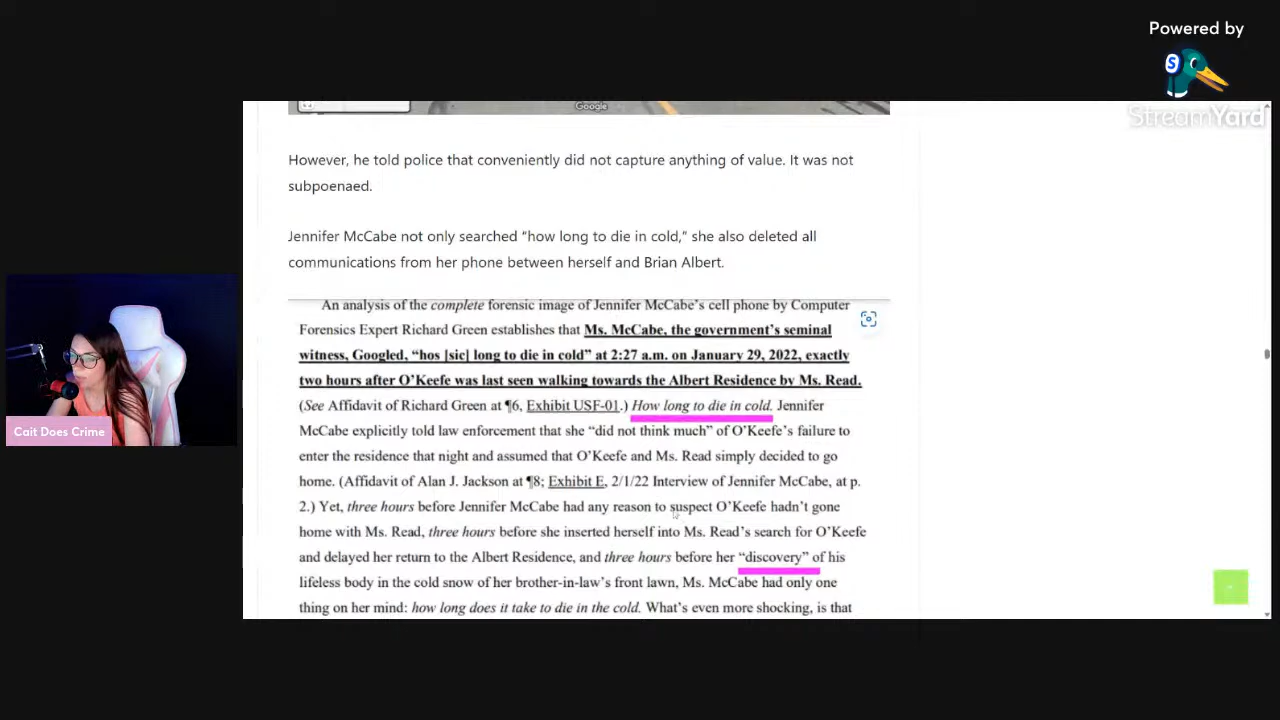 Powered by
S
StreamYard
Google
However, he told police that conveniently did not capture anything of value. It was not
subpoenaed.
Jennifer McCabe not only searched “how long to die in cold,” she also deleted all
communications from her phone between herself and Brian Albert.
An analysis of the complete forensic image of Jennifer McCabe’s cell phone by Computer
Forensics Expert Richard Green establishes that Ms. McCabe, the government’s seminal
witness, Googled, “hos [sic] long to die in cold” at 2:27 a.m. on January 29, 2022, exactly
two hours after O’Keefe was last seen walking towards the Albert Residence by Ms. Read.
(See Affidavit of Richard Green at ¶6, Exhibit USF-01.) How long to die in cold. Jennifer
McCabe explicitly told law enforcement that she “did not think much” of O’Keefe’s failure to
enter the residence that night and assumed that O’Keefe and Ms. Read simply decided to go
home. (Affidavit of Alan J. Jackson at ¶8; Exhibit E, 2/1/22 Interview of Jennifer McCabe, at p.
2.) Yet, three hours before Jennifer McCabe had any reason to suspect O’Keefe hadn’t gone
home with Ms. Read, three hours before she inserted herself into Ms. Read’s search for O’Keefe
and delayed her return to the Albert Residence, and three hours before her “discovery” of his
lifeless body in the cold snow of her brother-in-law’s front lawn, Ms. McCabe had only one
thing on her mind: how long does it take to die in the cold. What’s even more shocking, is that
Cait Does Crime